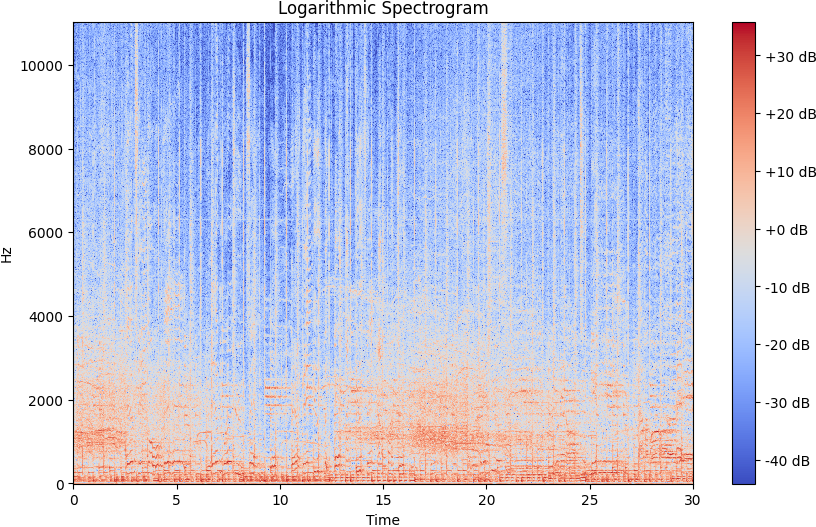 Logarithmic Spectrogram
Hz
10000
8000
6000
4000
2000
0
0 5 10 15 20 25 30
Time
+30 dB
+20 dB
+10 dB
+0 dB
-10 dB
-20 dB
-30 dB
-40 dB